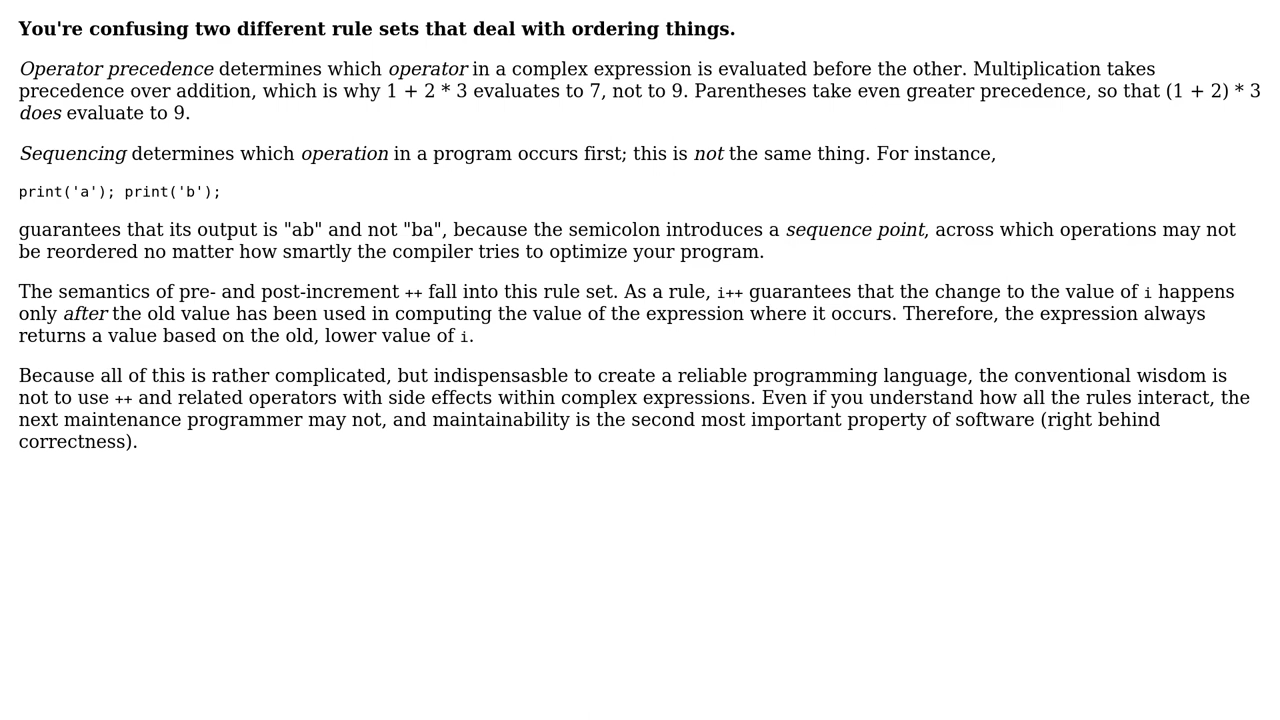 You're confusing two different rule sets that deal with ordering things.
Operator precedence determines which operator in a complex expression is evaluated before the other. Multiplication takes
precedence over addition, which is why 1 + 2 * 3 evaluates to 7, not to 9. Parentheses take even greater precedence, so that (1 + 2) * 3
does evaluate to 9.
Sequencing determines which operation in a program occurs first; this is not the same thing. For instance,
print('a'); print('b');
guarantees that its output is "ab" and not "ba", because the semicolon introduces a sequence point, across which operations may not
be reordered no matter how smartly the compiler tries to optimize your program.
The semantics of pre- and post-increment ++ fall into this rule set. As a rule, i++ guarantees that the change to the value of i happens
only after the old value has been used in computing the value of the expression where it occurs. Therefore, the expression always
returns a value based on the old, lower value of i.
Because all of this is rather complicated, but indispensasble to create a reliable programming language, the conventional wisdom is
not to use ++ and related operators with side effects within complex expressions. Even if you understand how all the rules interact, the
next maintenance programmer may not, and maintainability is the second most important property of software (right behind
correctness).